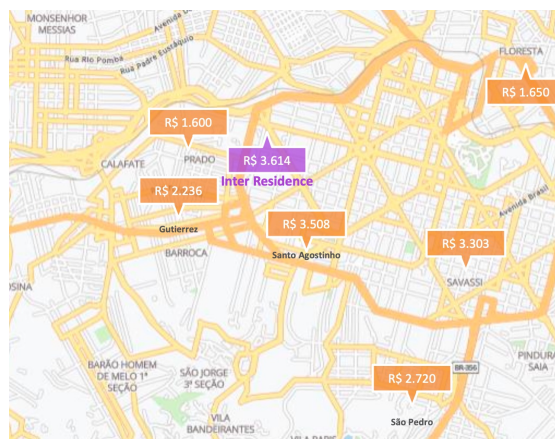 MONSENHOR
MESSIAS
Rua Rio Pomba
Rua Padre Eustáquio
FLORESTA
R$ 1.650
R$ 1.600
CALAFATE
PRADO
R$ 3.614
Inter Residence
R$ 2.236
Avenida Brasil
Gutierrez
R$ 3.508
BARROCA
Santo Agostinho
R$ 3.303
SAVASSI
OSINA
PINDURA
SAIA
BARÃO HOMEM
DE MELO 1ª
SEÇÃO
SÃO JORGE
3ª SEÇÃO
BR-356
R$ 2.720
VILA
BANDEIRANTES
São Pedro